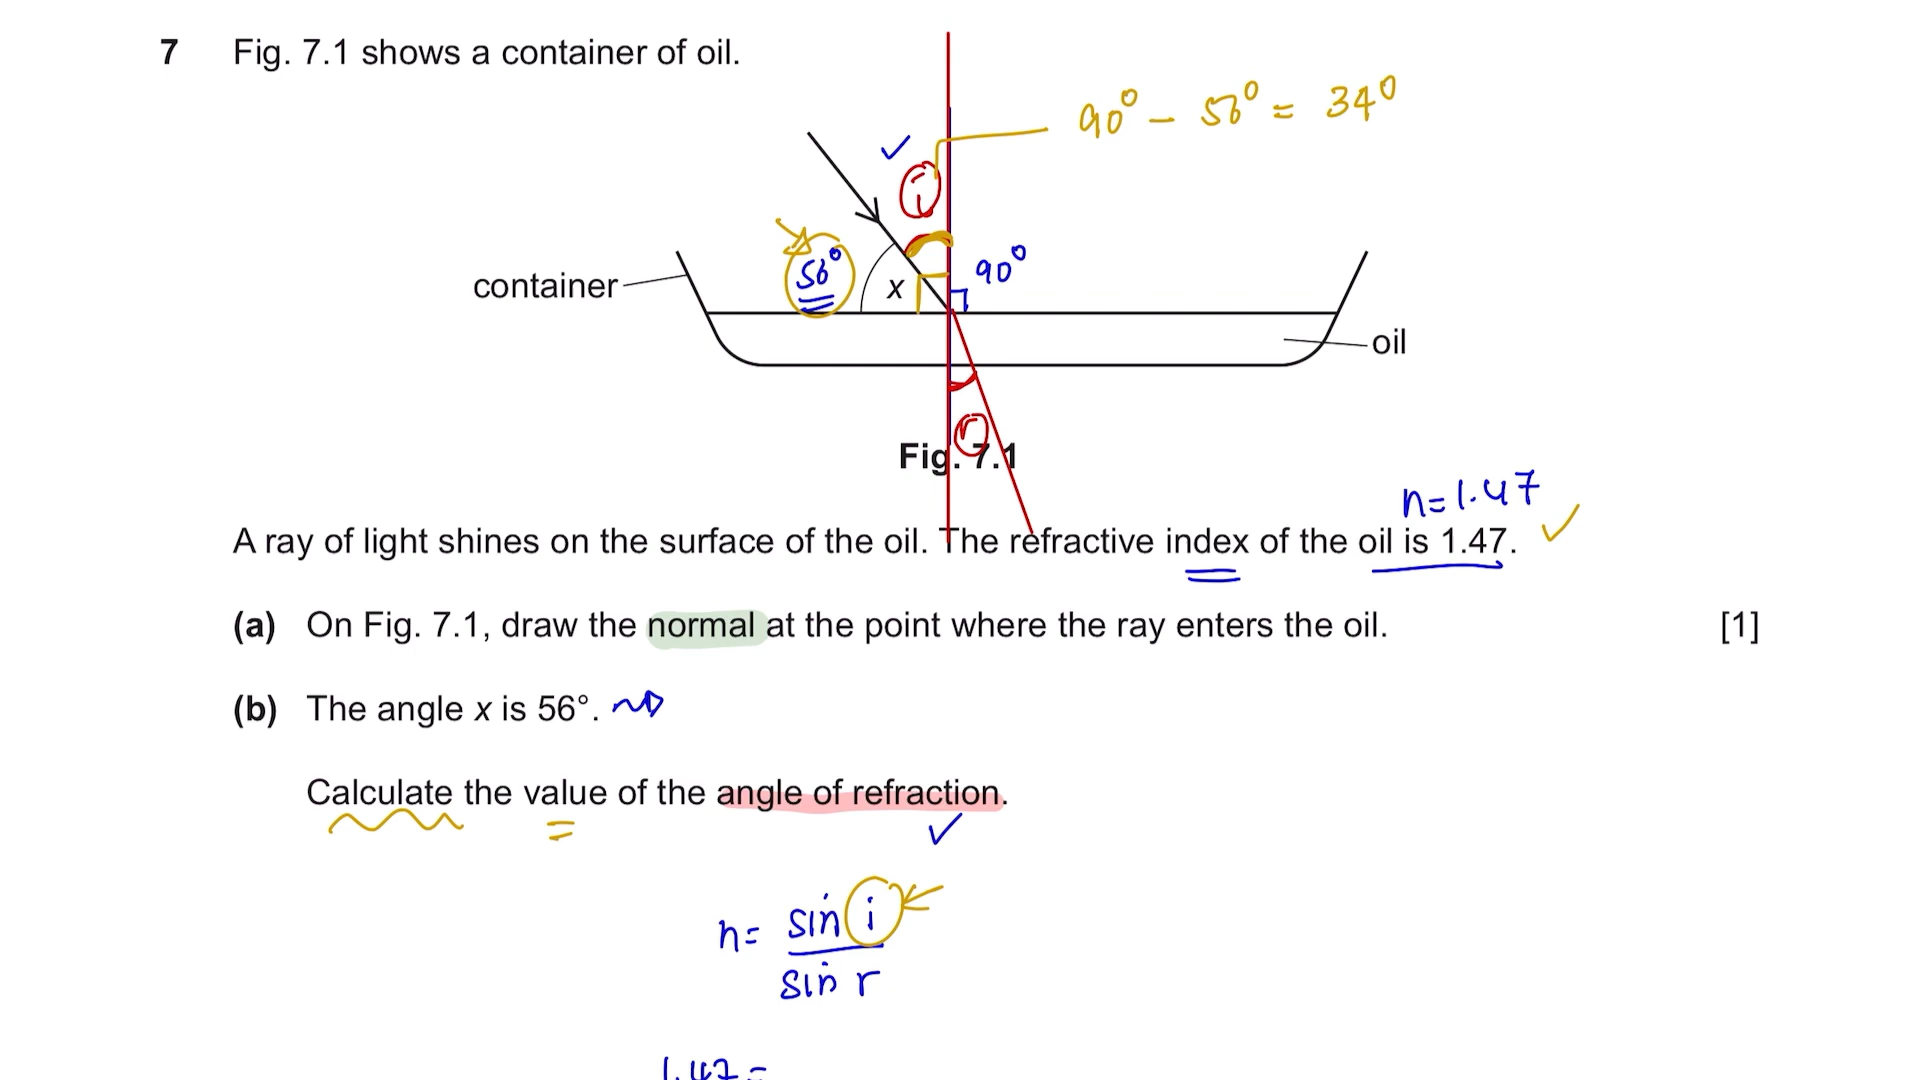 7 Fig. 7.1 shows a container of oil.
90° – 56° = 34°
i
56°
x
90°
container
oil
r
Fig. 7.1
n=1.47
A ray of light shines on the surface of the oil. The refractive index of the oil is 1.47.
(a) On Fig. 7.1, draw the normal at the point where the ray enters the oil. [1]
(b) The angle x is 56°.
Calculate the value of the angle of refraction.
n= sin i
sin r
1.47 =